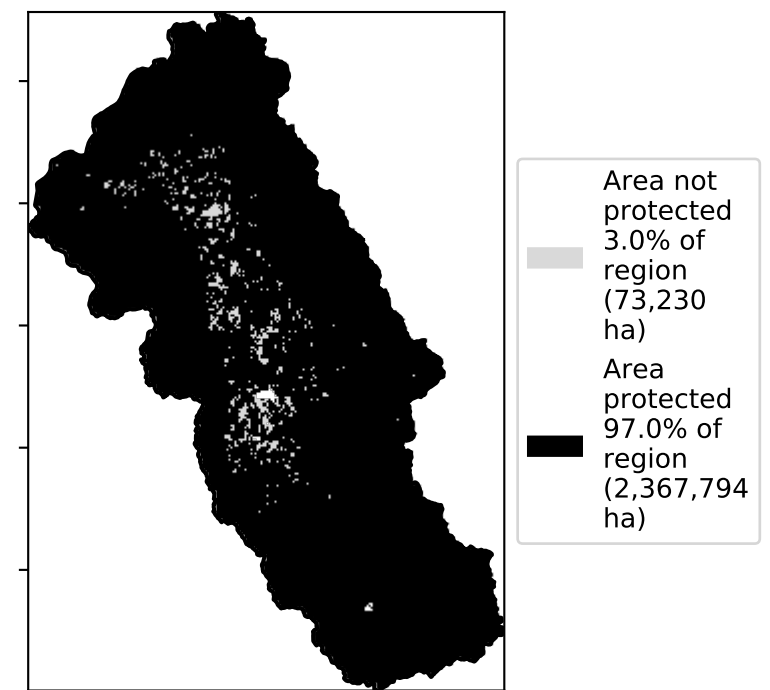 Area not
protected
3.0% of
region
(73,230
ha)
Area
protected
97.0% of
region
(2,367,794
ha)